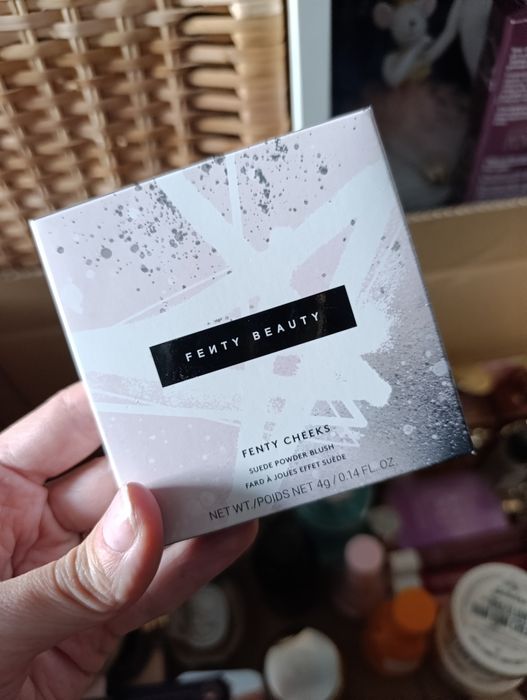 FEИTY BEAUTY
FENTY CHEEKS
SUEDE POWDER BLUSH
FARD À JOUES EFFET SUÈDE
NET WT./POIDS NET 4g / 0.14 FL. OZ.